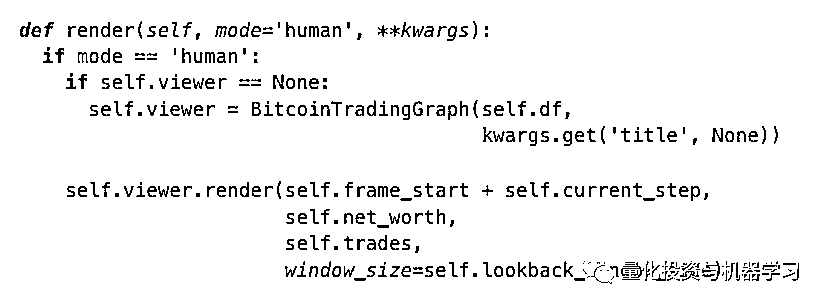 def render(self, mode='human', **kwargs):
  if mode == 'human':
    if self.viewer == None:
      self.viewer = BitcoinTradingGraph(self.df,
                                        kwargs.get('title', None))

    self.viewer.render(self.frame_start + self.current_step,
                       self.net_worth,
                       self.trades,
                       window_size=self.lookback_ 量化投资与机器学习